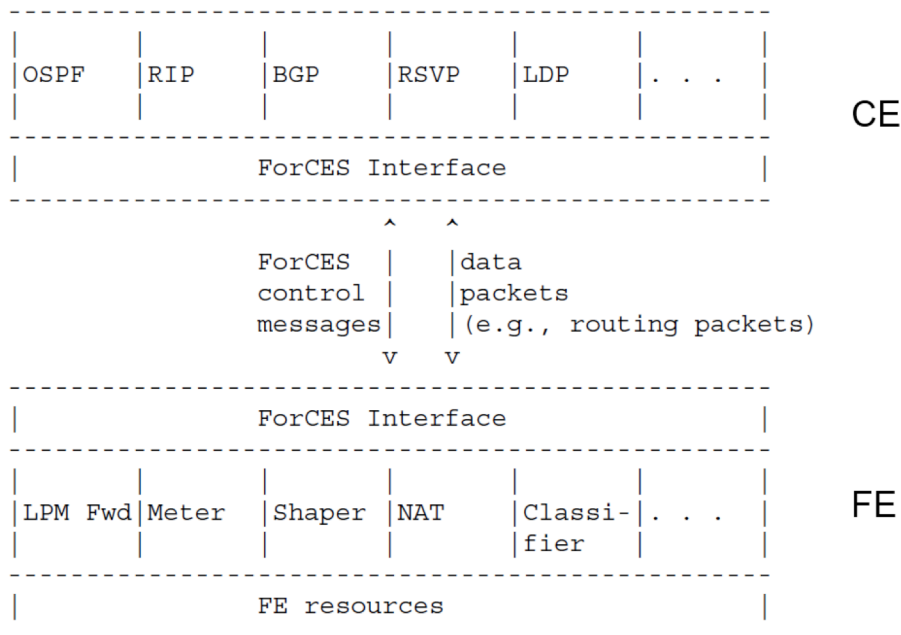 OSPF RIP BGP RSVP LDP . . .
CE
ForCES Interface
^ ^
ForCES data
control packets
messages (e.g., routing packets)
v v
ForCES Interface
LPM Fwd Meter Shaper NAT Classi- . . .
FE
fier
FE resources